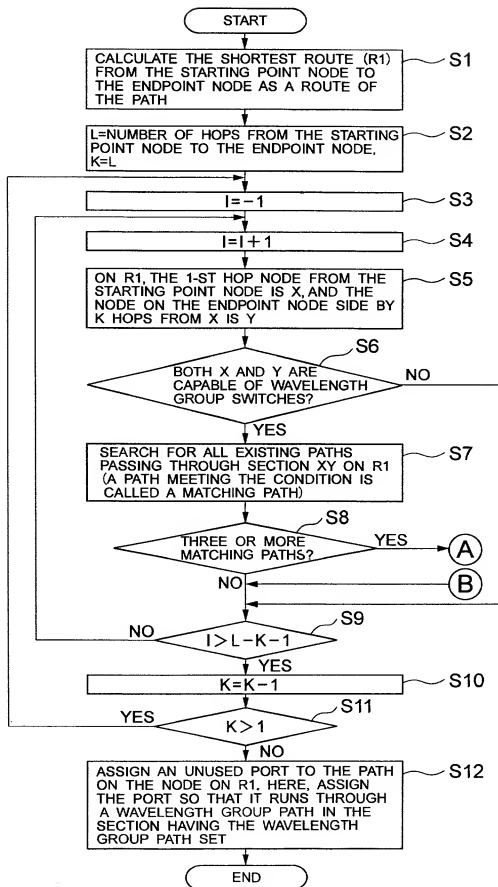 START
CALCULATE THE SHORTEST ROUTE (R1)
FROM THE STARTING POINT NODE TO
THE ENDPOINT NODE AS A ROUTE
OF THE PATH
S1
L=NUMBER OF HOPS FROM THE STARTING
POINT NODE TO THE ENDPOINT NODE,
K=L
S2
I=-1
S3
I=I+1
S4
ON R1, THE 1-ST HOP NODE FROM THE
STARTING POINT NODE IS X, AND THE
NODE ON THE ENDPOINT NODE SIDE BY
K HOPS FROM X IS Y
S5
S6
BOTH X AND Y ARE
CAPABLE OF WAVELENGTH
GROUP SWITCHES?
NO
YES
SEARCH FOR ALL EXISTING PATHS
PASSING THROUGH SECTION XY ON R1
(A PATH MEETING THE CONDITION IS
CALLED A MATCHING PATH)
S7
S8
THREE OR MORE
MATCHING PATHS?
YES
A
NO
B
S9
NO
I>L-K-1
YES
K=K-1
S10
YES
S11
K>1
NO
ASSIGN AN UNUSED PORT TO THE PATH
ON THE NODE ON R1. HERE, ASSIGN
THE PORT SO THAT IT RUNS THROUGH
A WAVELENGTH GROUP PATH IN THE
SECTION HAVING THE WAVELENGTH
GROUP PATH SET
S12
END